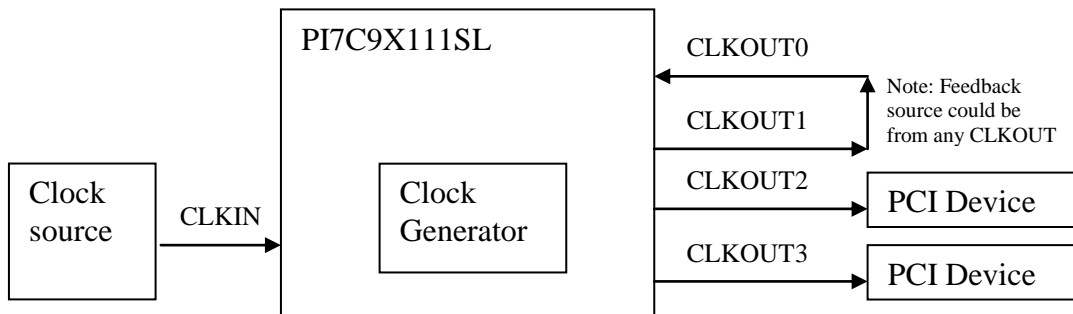 PI7C9X111SL
CLKOUT0
Note: Feedback
source could be
from any CLKOUT
CLKOUT1
Clock
source
CLKIN
Clock
Generator
CLKOUT2
PCI Device
CLKOUT3
PCI Device